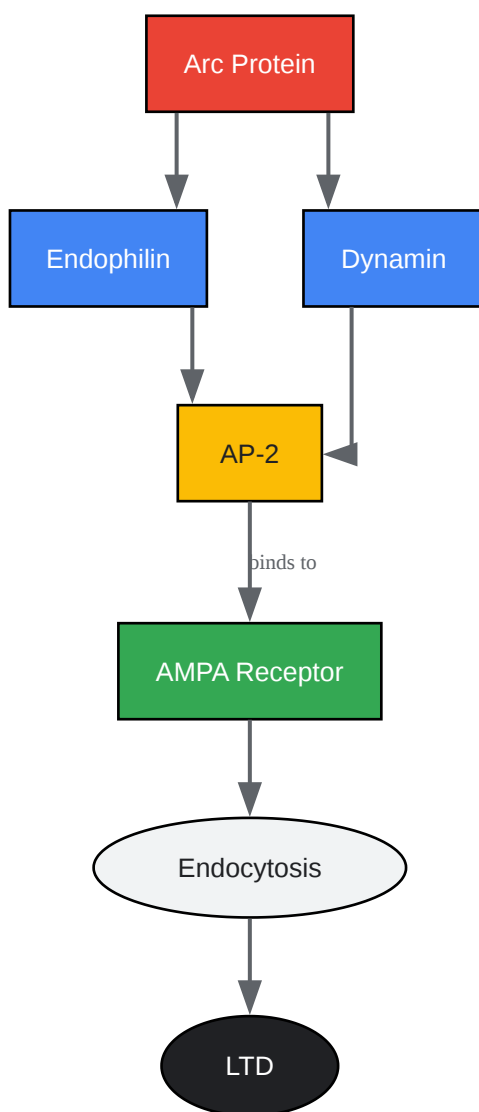 Arc Protein
Endophilin
Dynamin
AP-2
binds to
AMPA Receptor
Endocytosis
LTD